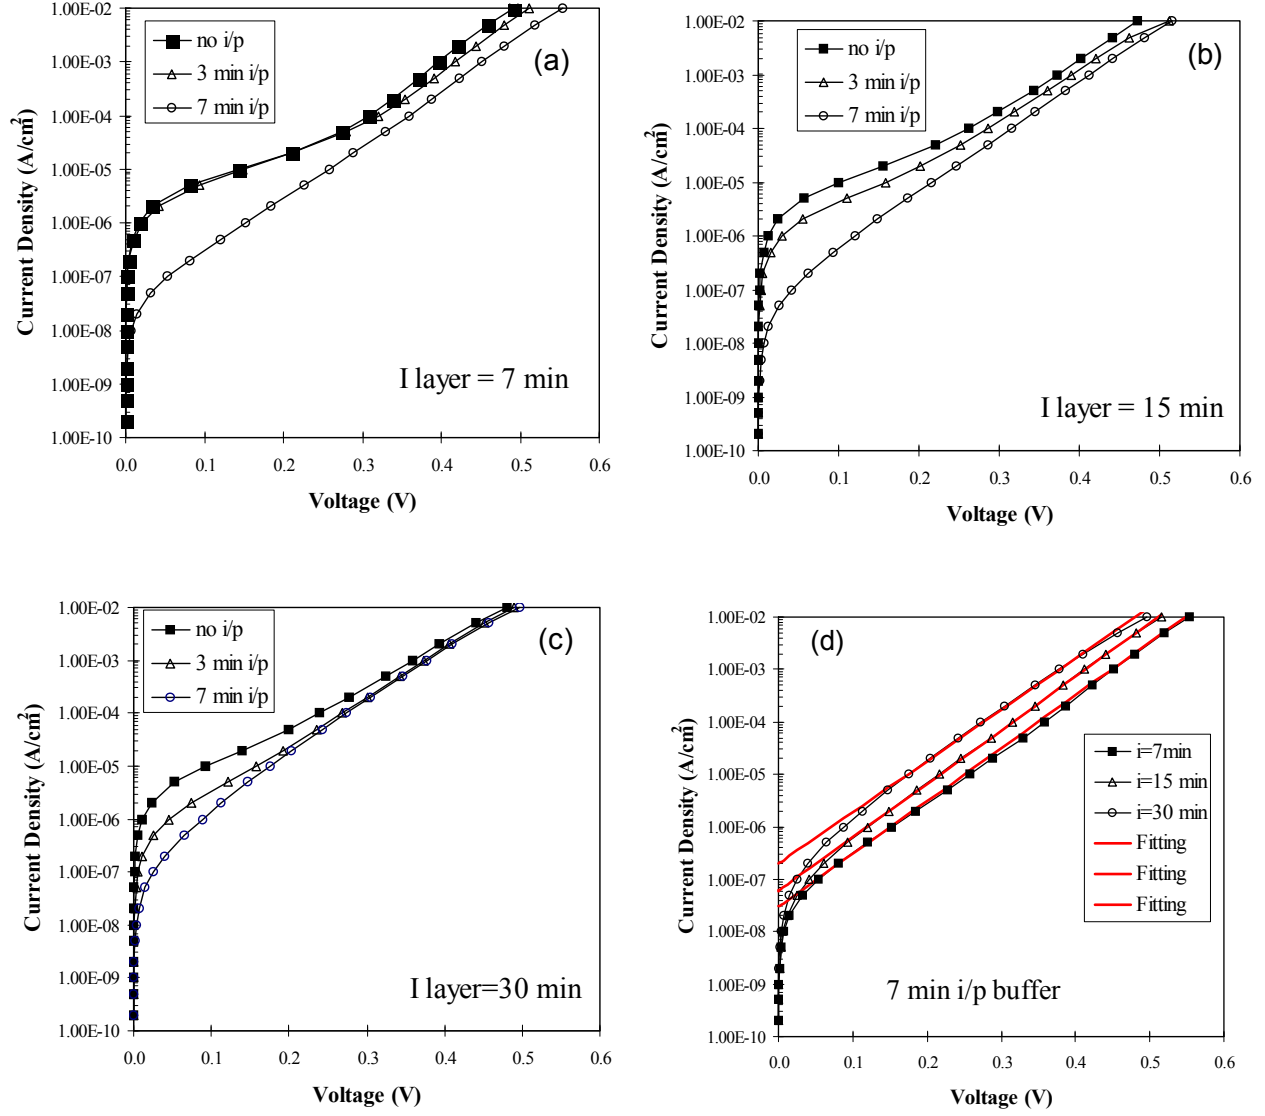 (a)
no i/p
3 min i/p
7 min i/p
1.00E-02
1.00E-03
1.00E-04
1.00E-05
1.00E-06
1.00E-07
1.00E-08
1.00E-09
1.00E-10
Current Density (A/cm²)
I layer = 7 min
0.0 0.1 0.2 0.3 0.4 0.5 0.6
Voltage (V)
(b)
no i/p
3 min i/p
7 min i/p
1.00E-02
1.00E-03
1.00E-04
1.00E-05
1.00E-06
1.00E-07
1.00E-08
1.00E-09
1.00E-10
Current Density (A/cm²)
I layer = 15 min
0.0 0.1 0.2 0.3 0.4 0.5 0.6
Voltage (V)
(c)
no i/p
3 min i/p
7 min i/p
1.00E-02
1.00E-03
1.00E-04
1.00E-05
1.00E-06
1.00E-07
1.00E-08
1.00E-09
1.00E-10
Current Density (A/cm²)
I layer=30 min
0.0 0.1 0.2 0.3 0.4 0.5 0.6
Voltage (V)
(d)
1.00E-02
1.00E-03
1.00E-04
1.00E-05
1.00E-06
1.00E-07
1.00E-08
1.00E-09
1.00E-10
Current Density (A/cm²)
i=7min
i=15 min
i=30 min
Fitting
Fitting
Fitting
7 min i/p buffer
0.0 0.1 0.2 0.3 0.4 0.5 0.6
Voltage (V)